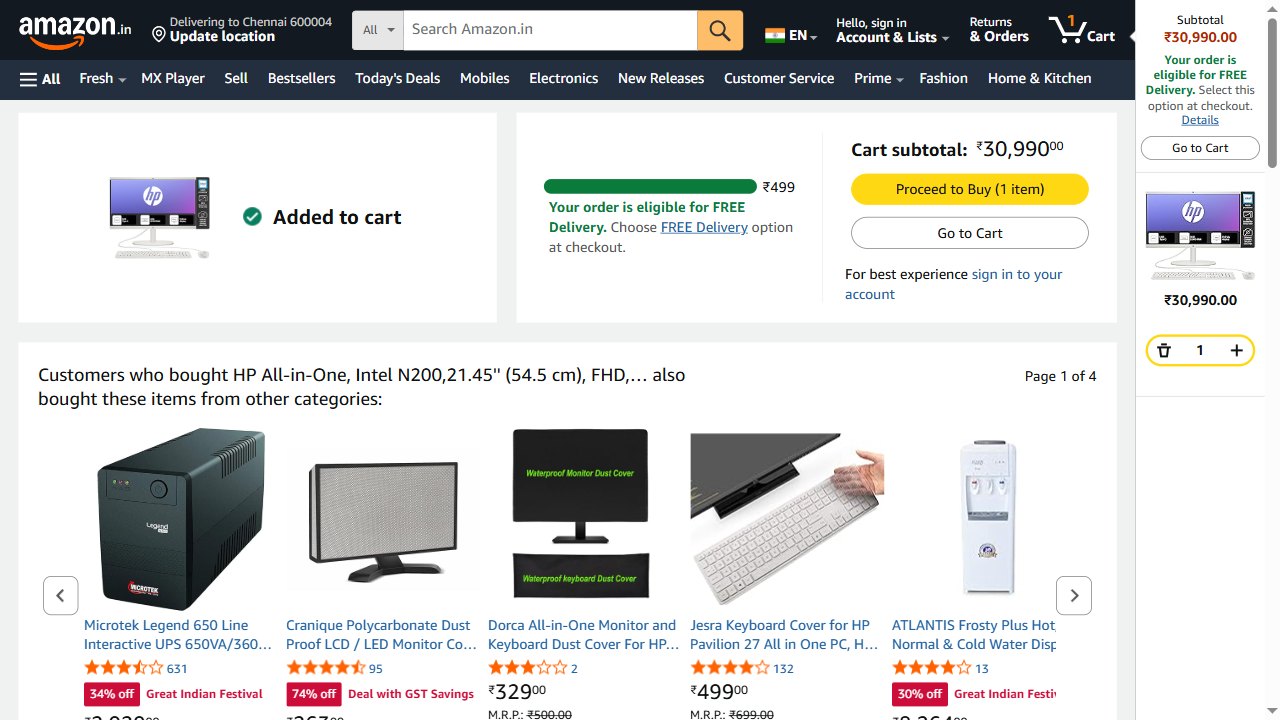 amazon.in
Delivering to Chennai 600004
Update location
All
Search Amazon.in
EN
Hello, sign in
Account & Lists
Returns
& Orders
1
Cart
All
Fresh
MX Player
Sell
Bestsellers
Today's Deals
Mobiles
Electronics
New Releases
Customer Service
Prime
Fashion
Home & Kitchen
Subtotal
₹30,990.00
Your order is
eligible for FREE
Delivery. Select this
option at checkout.
Details
Go to Cart
hp
₹30,990.00
1
hp
Added to cart
₹499
Your order is eligible for FREE
Delivery. Choose FREE Delivery option
at checkout.
Cart subtotal: ₹30,990.00
Proceed to Buy (1 item)
Go to Cart
For best experience sign in to your
account
Customers who bought HP All-in-One, Intel N200,21.45" (54.5 cm), FHD,… also
bought these items from other categories:
Page 1 of 4
Legend
MICROTEK
Waterproof Monitor Dust Cover
Waterproof keyboard Dust Cover
Microtek Legend 650 Line
Interactive UPS 650VA/360…
631
34% off Great Indian Festival
Cranique Polycarbonate Dust
Proof LCD / LED Monitor Co…
95
74% off Deal with GST Savings
Dorca All-in-One Monitor and
Keyboard Dust Cover For HP…
2
₹329.00
M.R.P.: ₹500.00
Jesra Keyboard Cover for HP
Pavilion 27 All in One PC, H…
132
₹499.00
M.R.P.: ₹699.00
ATLANTIS Frosty Plus Hot
Normal & Cold Water Disp
13
30% off Great Indian Festiv